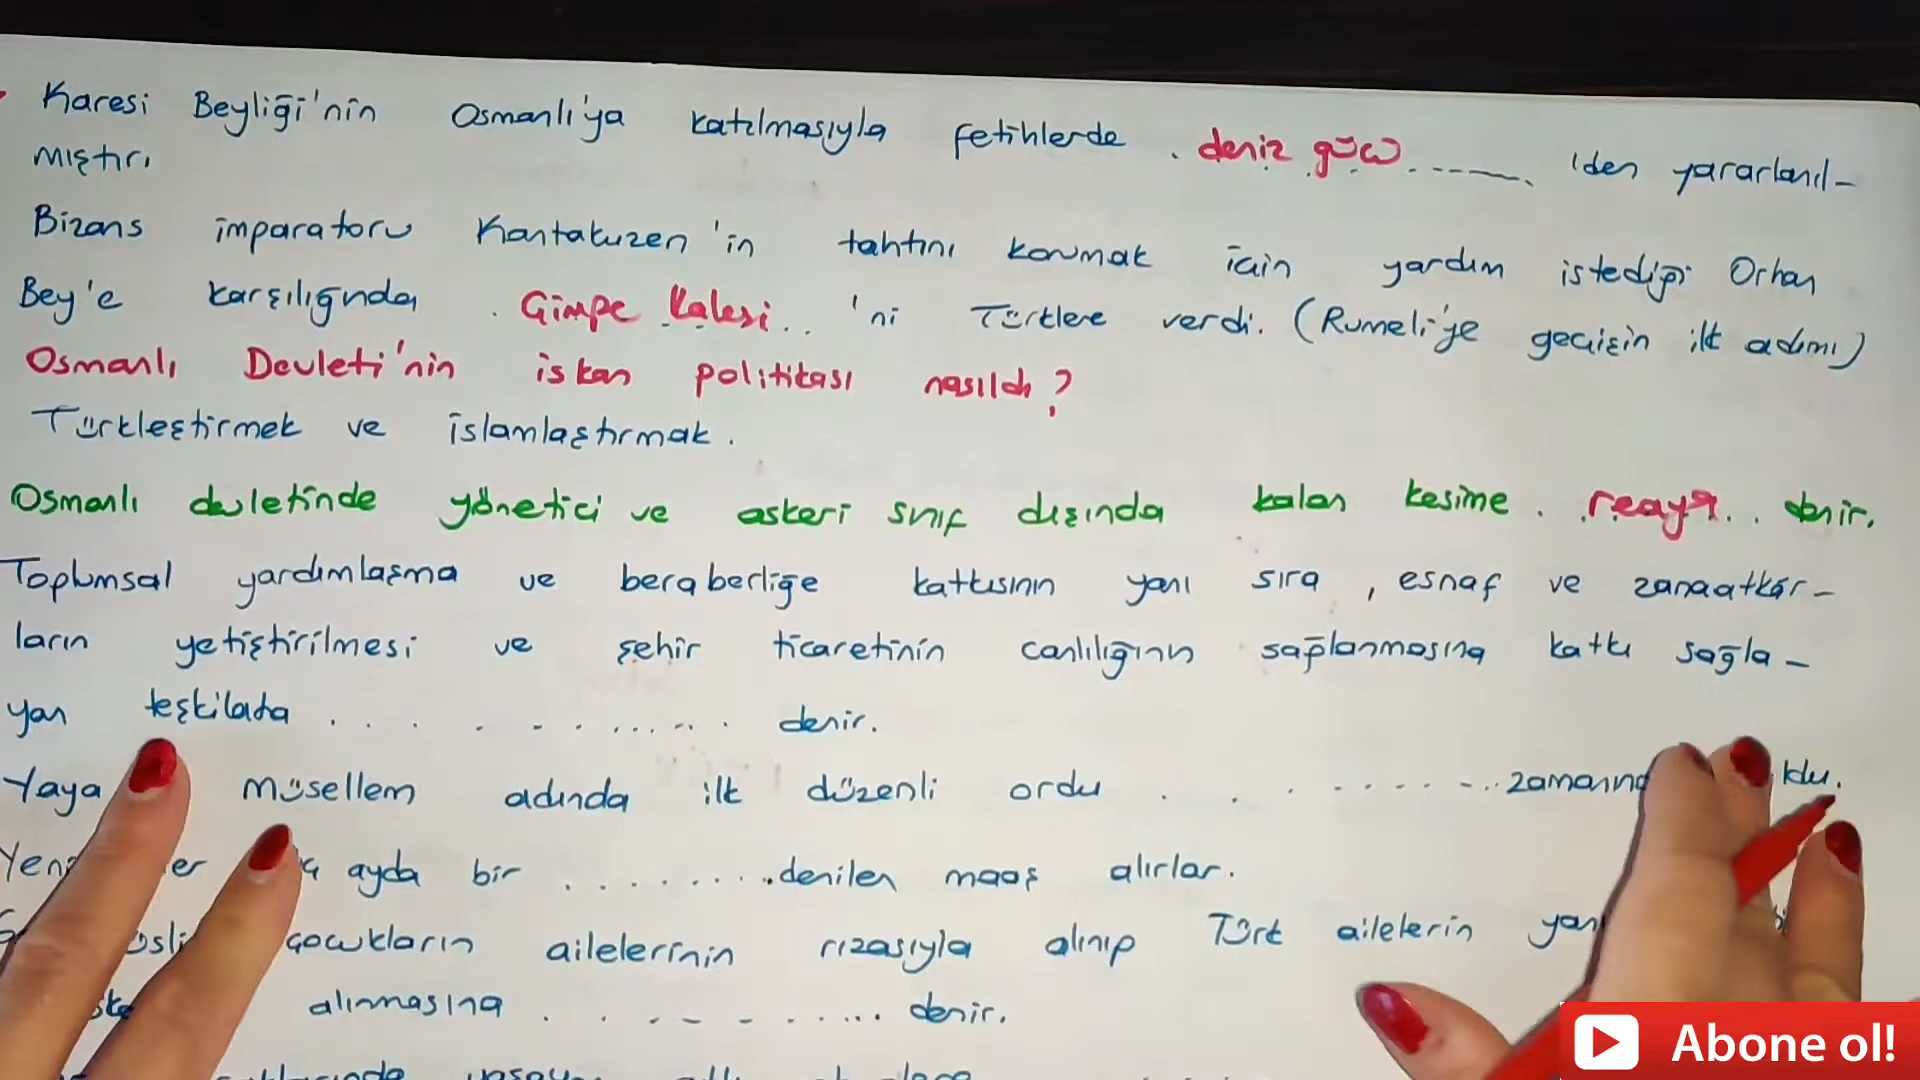 Karesi Beyliği'nin Osmanlı'ya katılmasıyla fetihlerde . deniz gücü ........ 'den yararlanıl-
mıştır.
Bizans imparatoru Kantakuzen'in tahtını korumak için yardım istediği Orhan
Bey'e karşılığında . Gimpe Kalesi .. 'ni Türklere verdi. (Rumeli'ye geçişin ilk adımı)
Osmanlı Devleti'nin iskan politikası nasıldı?
Türkleştirmek ve islamlaştırmak.
Osmanlı devletinde yönetici ve askeri sınıf dışında kalan kesime . reaya .. denir.
Toplumsal yardımlaşma ve beraberliğe katkısının yanı sıra, esnaf ve zanaatkâr-
ların yetiştirilmesi ve şehir ticaretinin canlılığının sağlanmasına katkı sağla-
yan teşkilata ............ denir.
Yaya müsellem adında ilk düzenli ordu ............ zamanında
ayda bir ......... denilen maaş alırlar.
çocukların ailelerinin rızasıyla alınıp Türk ailelerin
alınmasına .......... denir.
Abone ol!